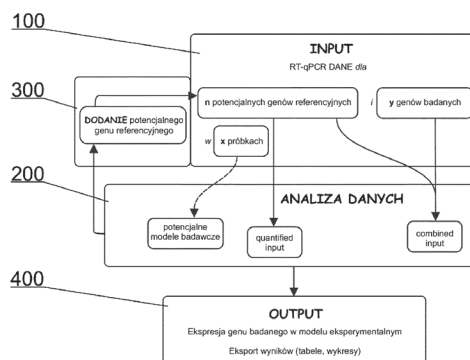 100
INPUT
RT-qPCR DANE dla
300
n potencjalnych genów referencyjnych
i
y genów badanych
DODANIE potencjalnego
genu referencyjnego
w
x próbkach
200
ANALIZA DANYCH
potencjalne
modele badawcze
quantified
input
combined
input
400
OUTPUT
Ekspresja genu badanego w modelu eksperymentalnym
Eksport wyników (tabele, wykresy)